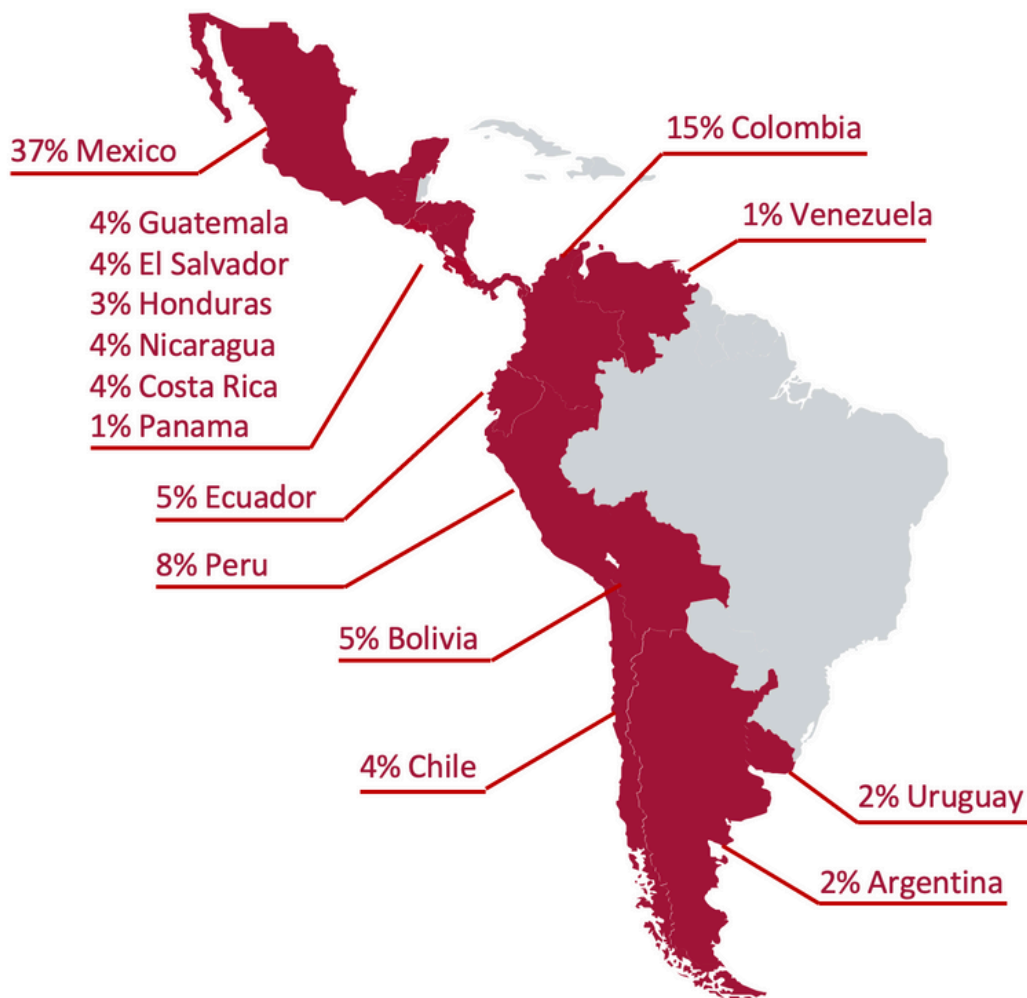 15% Colombia
37% Mexico
1% Venezuela
4% Guatemala
4% El Salvador
3% Honduras
4% Nicaragua
4% Costa Rica
1% Panama
5% Ecuador
8% Peru
5% Bolivia
4% Chile
2% Uruguay
2% Argentina